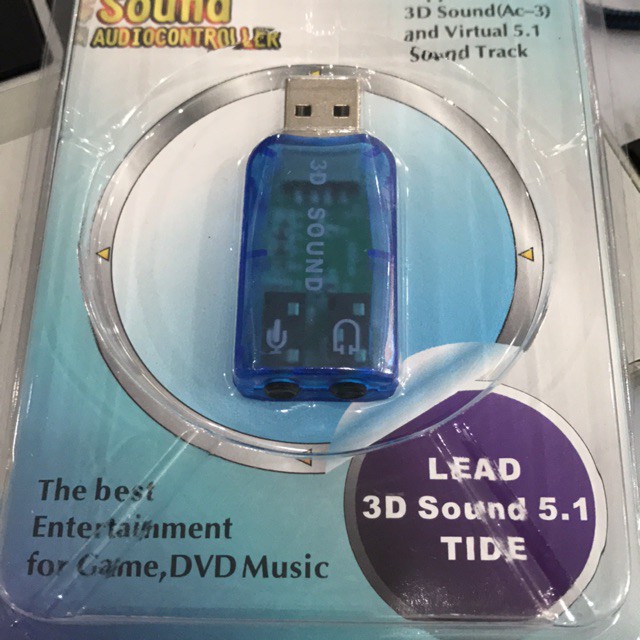 Sound
AUDIOCONTROLLER
3D Sound(Ac-3)
and Virtual 5.1
Sound Track
3D SOUND
The best
Entertainment
for Game,DVD Music
LEAD
3D Sound 5.1
TIDE